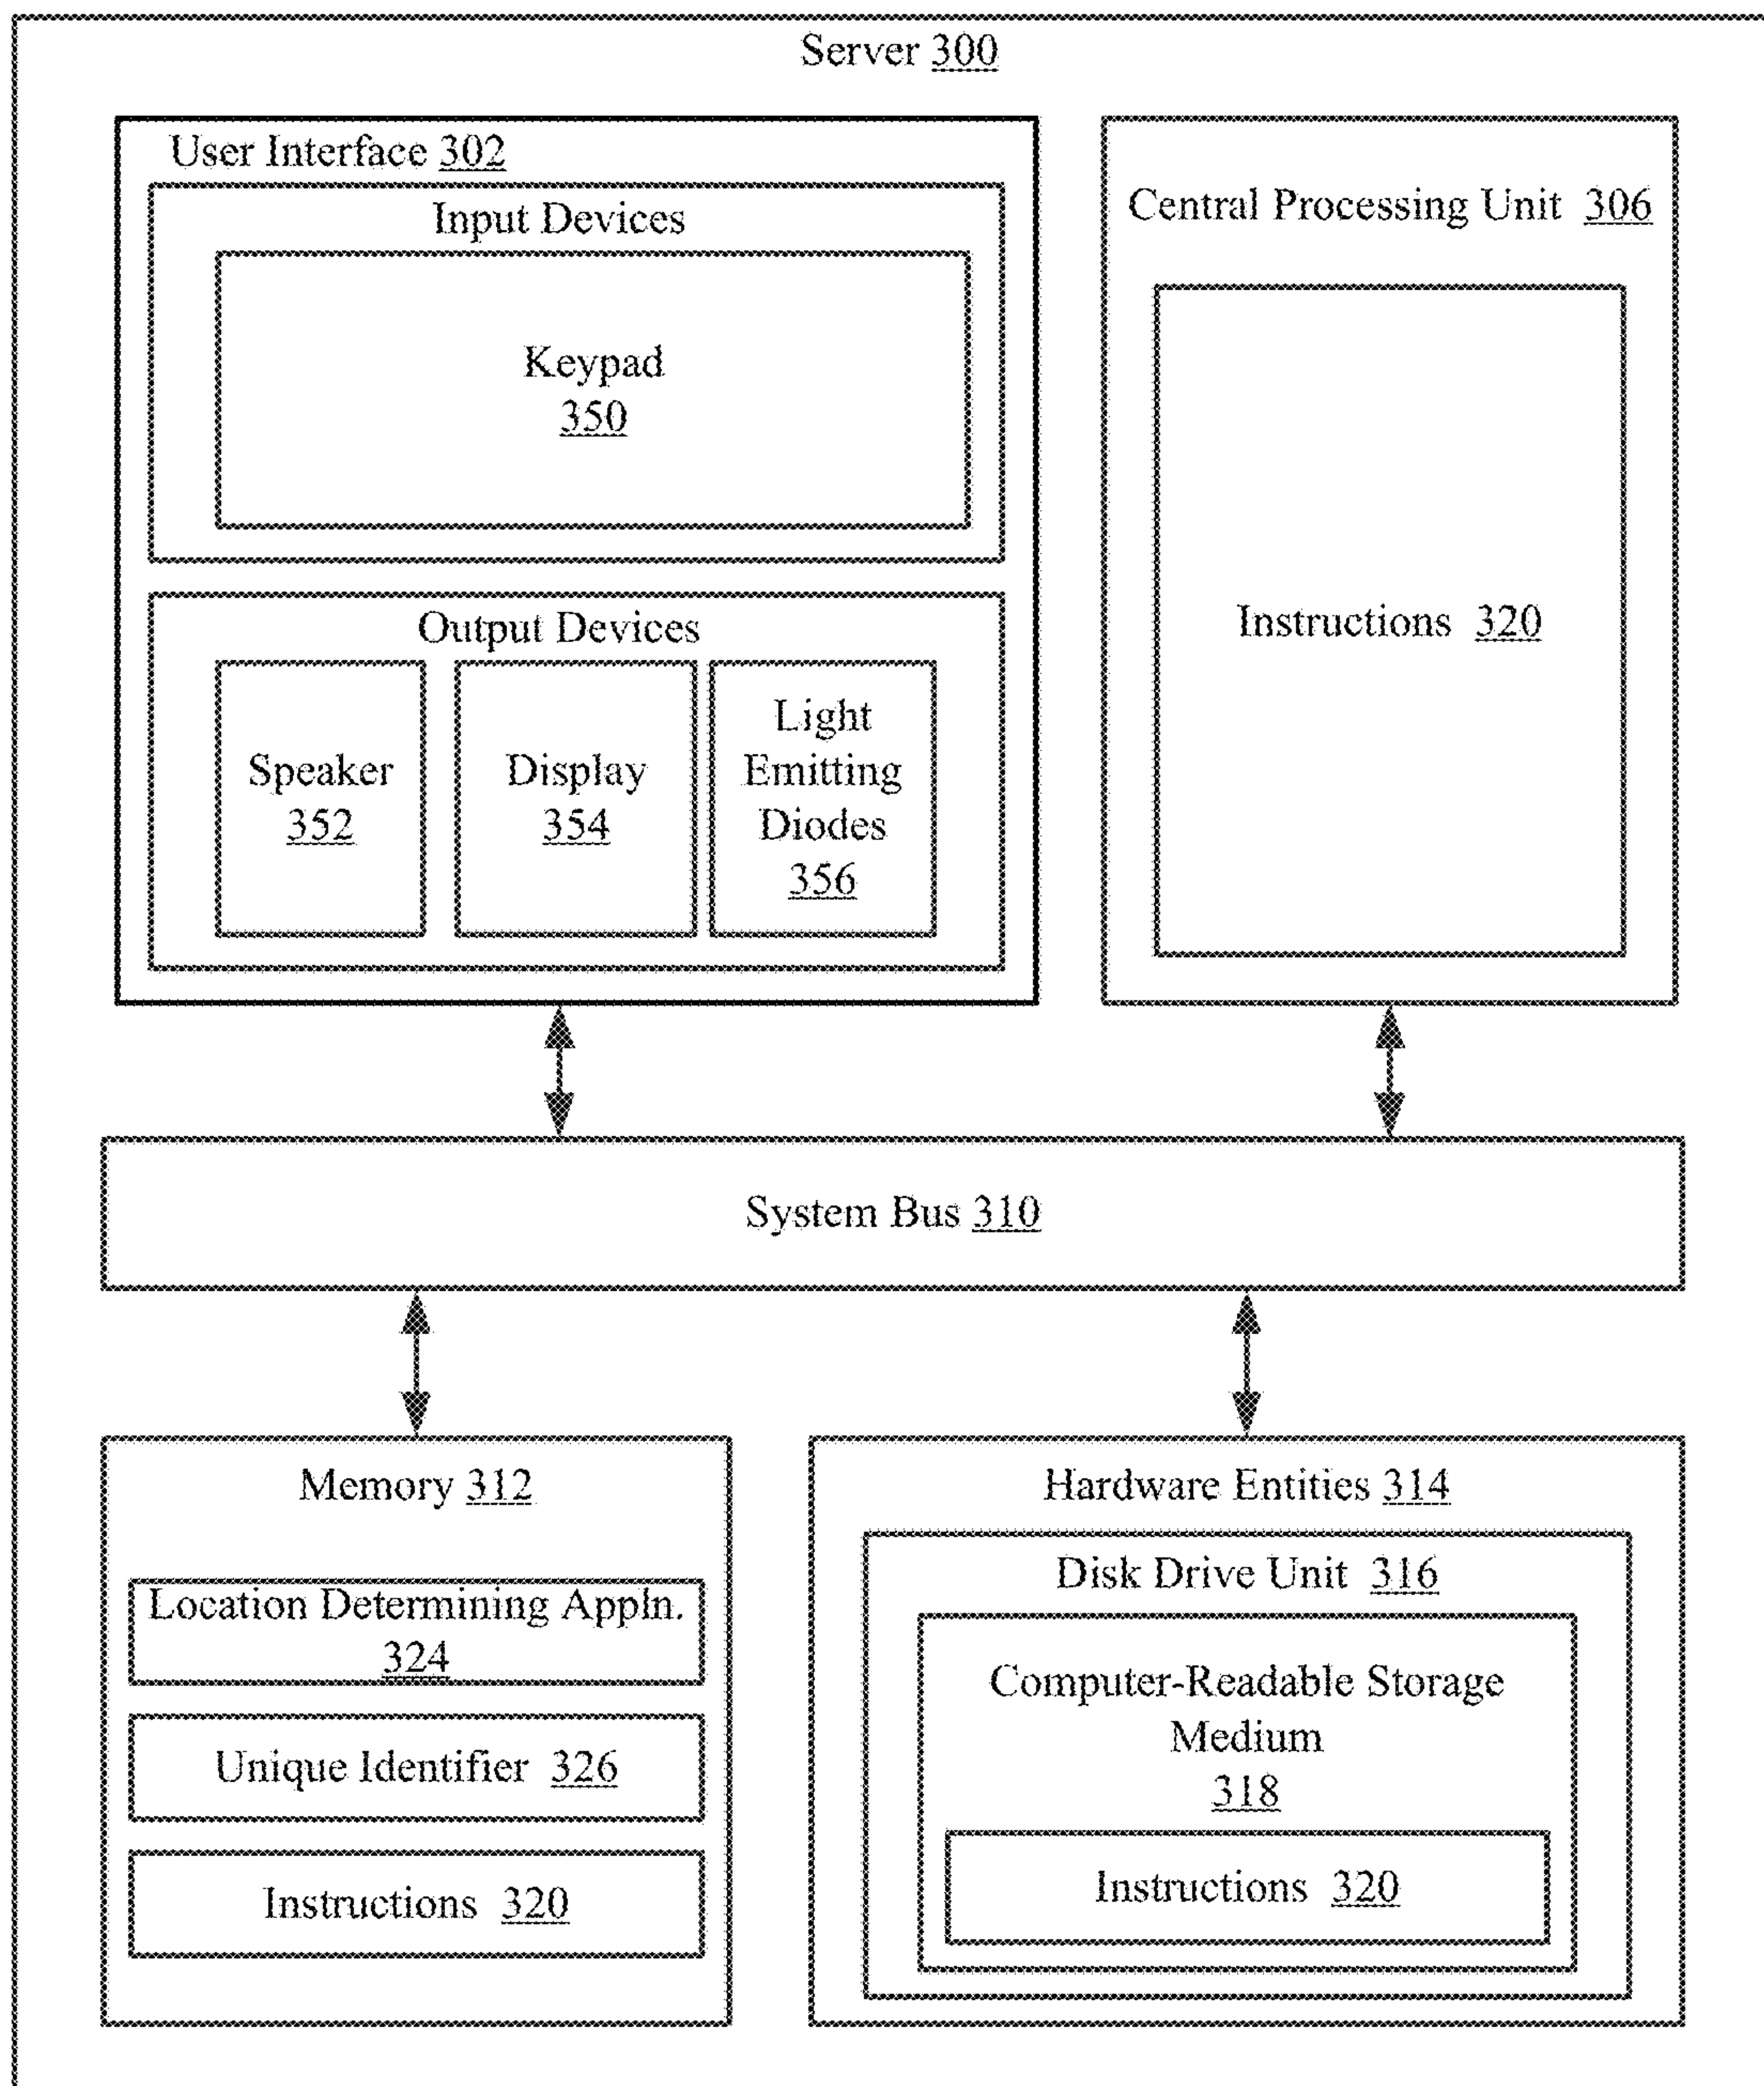 Server 300
User Interface 302
Input Devices
Keypad
350
Output Devices
Speaker
352
Display
354
Light
Emitting
Diodes
356
Central Processing Unit 306
Instructions 320
System Bus 310
Memory 312
Location Determining Appln.
324
Unique Identifier 326
Instructions 320
Hardware Entities 314
Disk Drive Unit 316
Computer-Readable Storage
Medium
318
Instructions 320